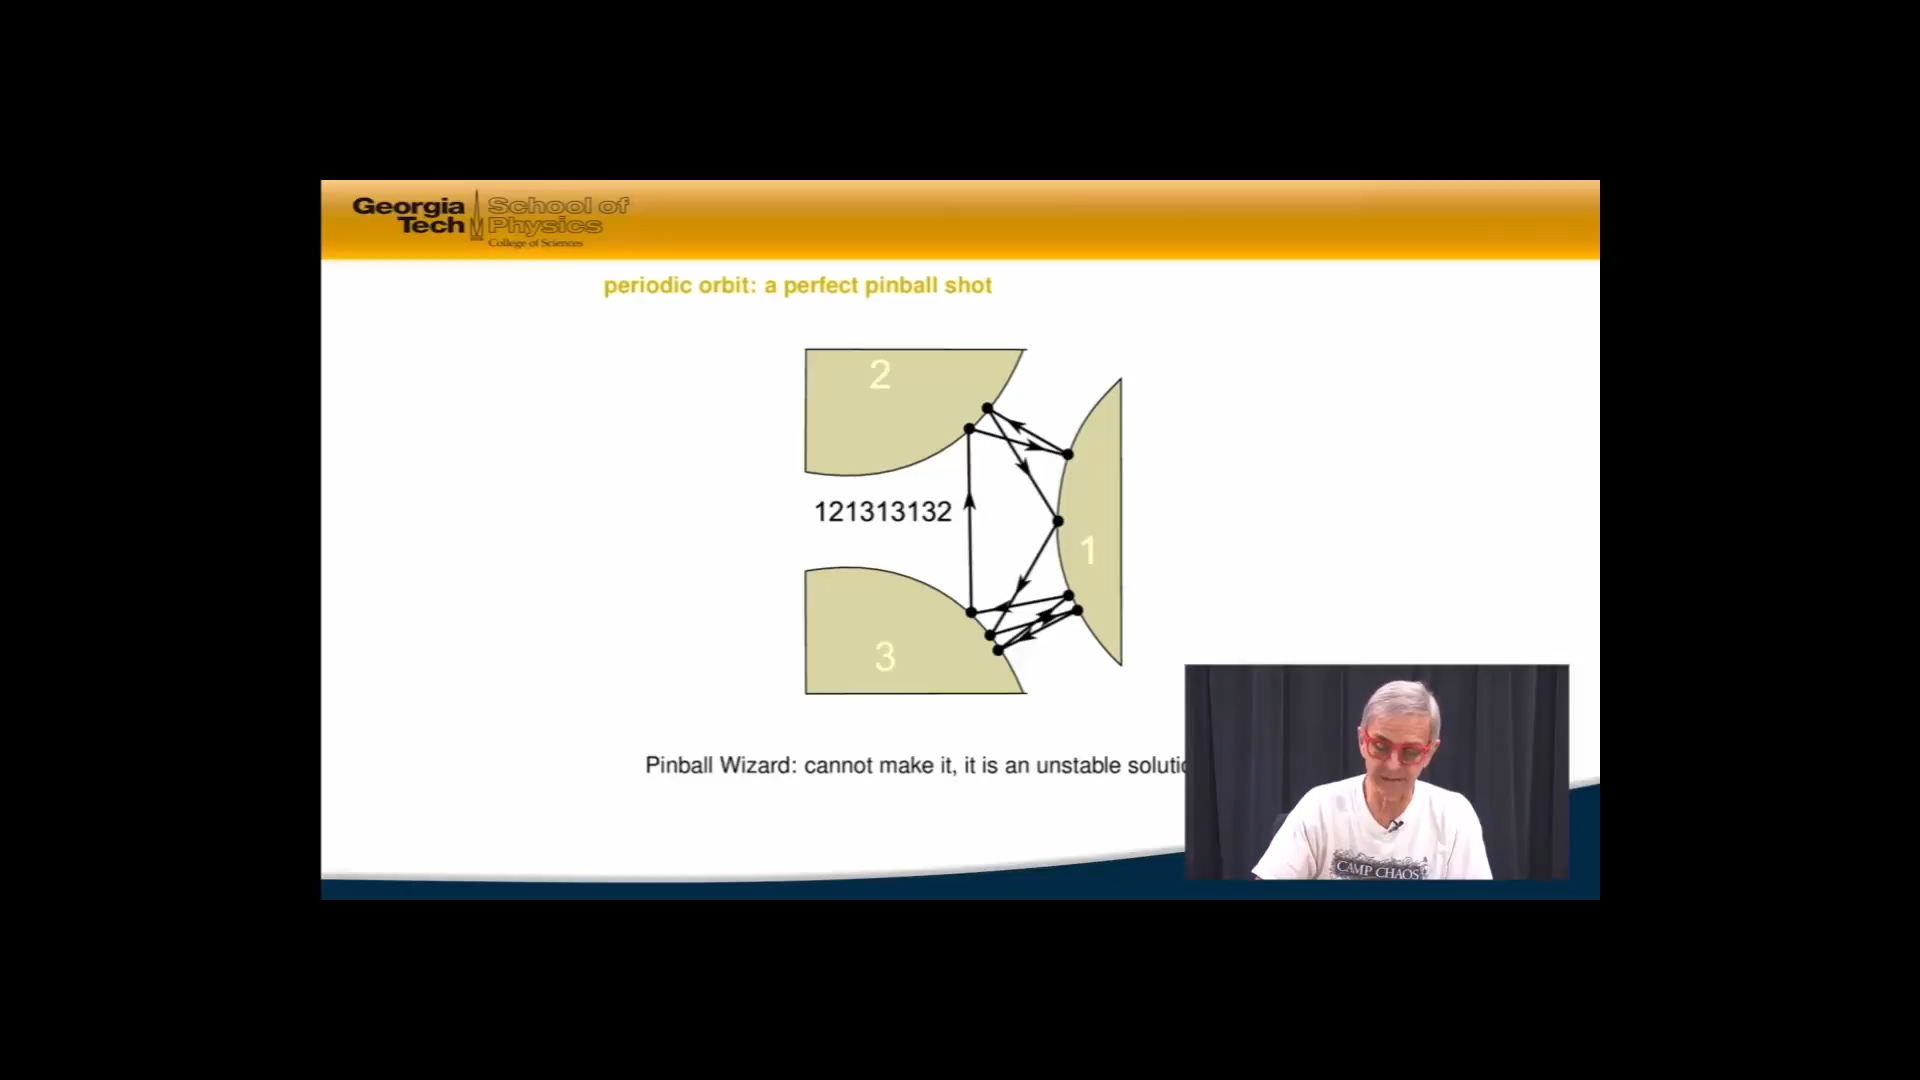 Georgia Tech
School of Physics
College of Sciences
periodic orbit: a perfect pinball shot
2
121313132
1
3
Pinball Wizard: cannot make it, it is an unstable
CAMP CHAOS